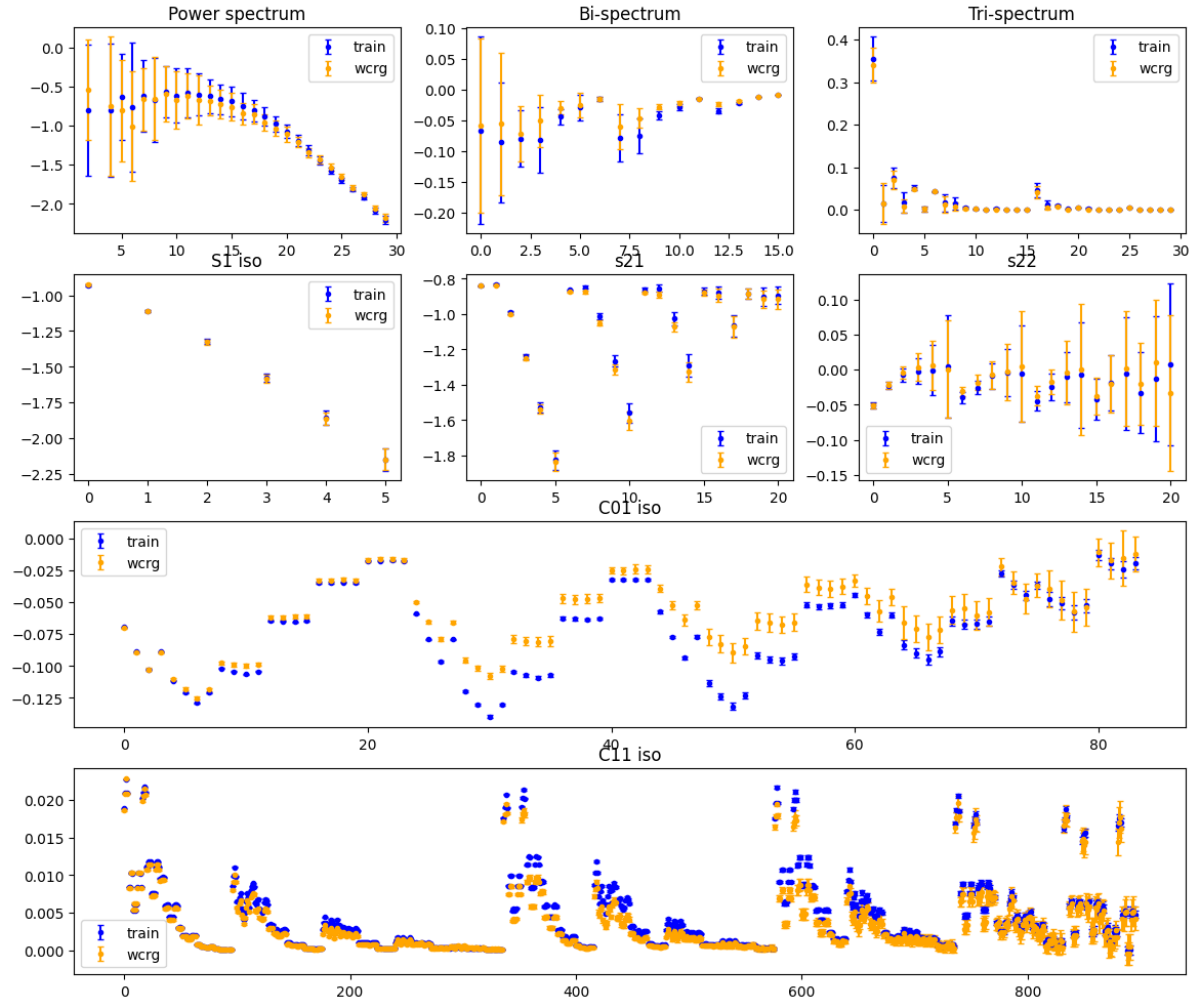 Power spectrum Bi-spectrum Tri-spectrum
0.0 −0.5 −1.0 −1.5 −2.0
5 10 15 20 25 30
train
wcrg
0.10 0.05 0.00 −0.05 −0.10 −0.15 −0.20
0.0 2.5 5.0 7.5 10.0 12.5 15.0
train
wcrg
0.4 0.3 0.2 0.1 0.0
0 5 10 15 20 25 30
train
wcrg
S1 iso s21 s22
−1.00 −1.25 −1.50 −1.75 −2.00 −2.25
0 1 2 3 4 5
train
wcrg
−0.8 −1.0 −1.2 −1.4 −1.6 −1.8
0 5 10 15 20
train
wcrg
0.10 0.05 0.00 −0.05 −0.10 −0.15
0 5 10 15 20
train
wcrg
C01 iso
0.000 −0.025 −0.050 −0.075 −0.100 −0.125
0 20 40 60 80
train
wcrg
C11 iso
0.020 0.015 0.010 0.005 0.000
0 200 400 600 800
train
wcrg